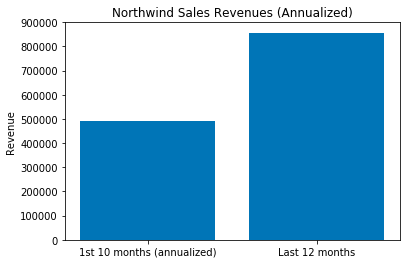 Northwind Sales Revenues (Annualized)
Revenue
900000
800000
700000
600000
500000
400000
300000
200000
100000
0
1st 10 months (annualized)
Last 12 months